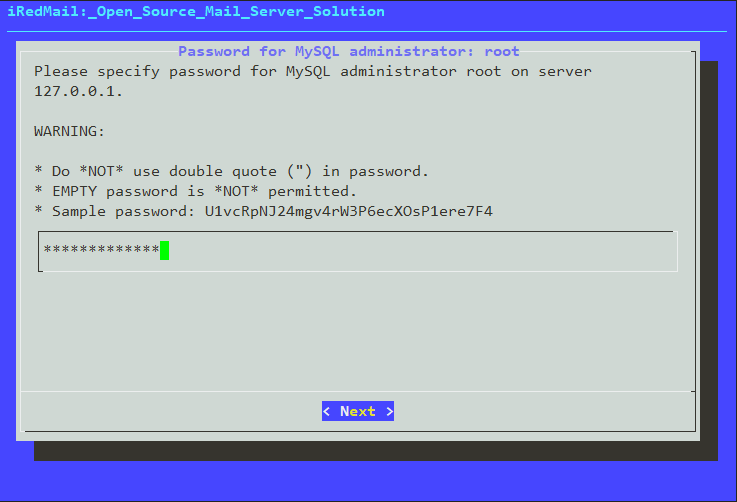 iRedMail:_Open_Source_Mail_Server_Solution
Password for MySQL administrator: root
Please specify password for MySQL administrator root on server
127.0.0.1.
WARNING:
* Do *NOT* use double quote (") in password.
* EMPTY password is *NOT* permitted.
* Sample password: U1vcRpNJ24mgv4rW3P6ecXOsP1ere7F4
*************
< Next >